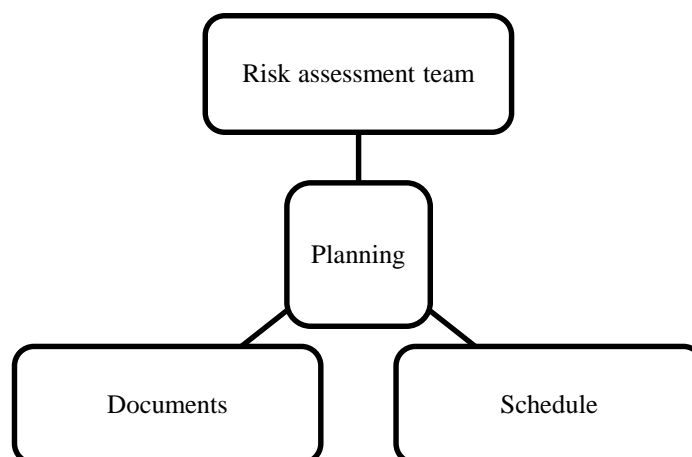 Risk assessment team
Planning
Documents
Schedule